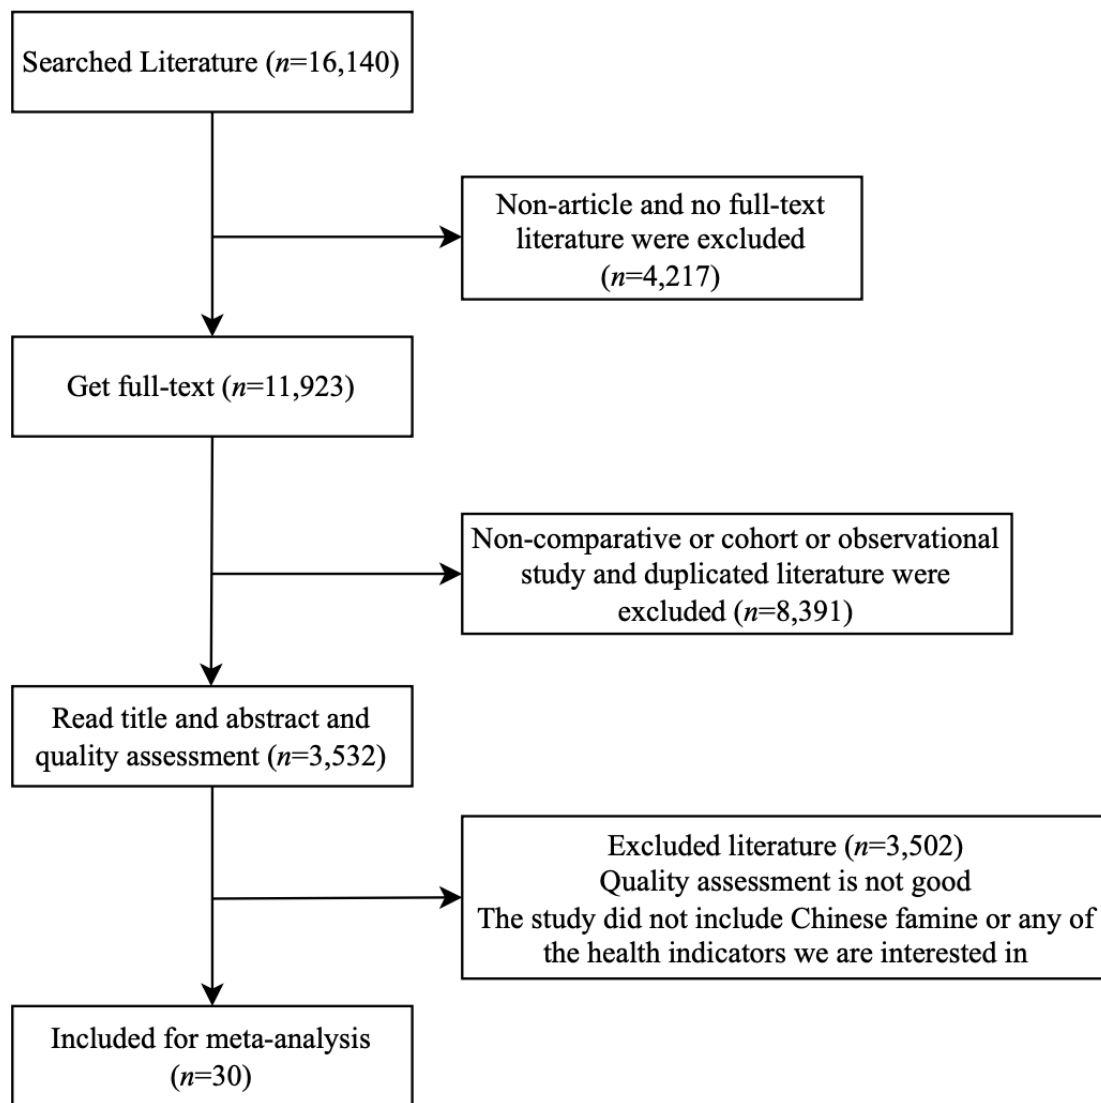 Searched Literature (n=16,140)
Non-article and no full-text
literature were excluded
(n=4,217)
Get full-text (n=11,923)
Non-comparative or cohort or observational
study and duplicated literature were
excluded (n=8,391)
Read title and abstract and
quality assessment (n=3,532)
Excluded literature (n=3,502)
Quality assessment is not good
The study did not include Chinese famine or any of
the health indicators we are interested in
Included for meta-analysis
(n=30)